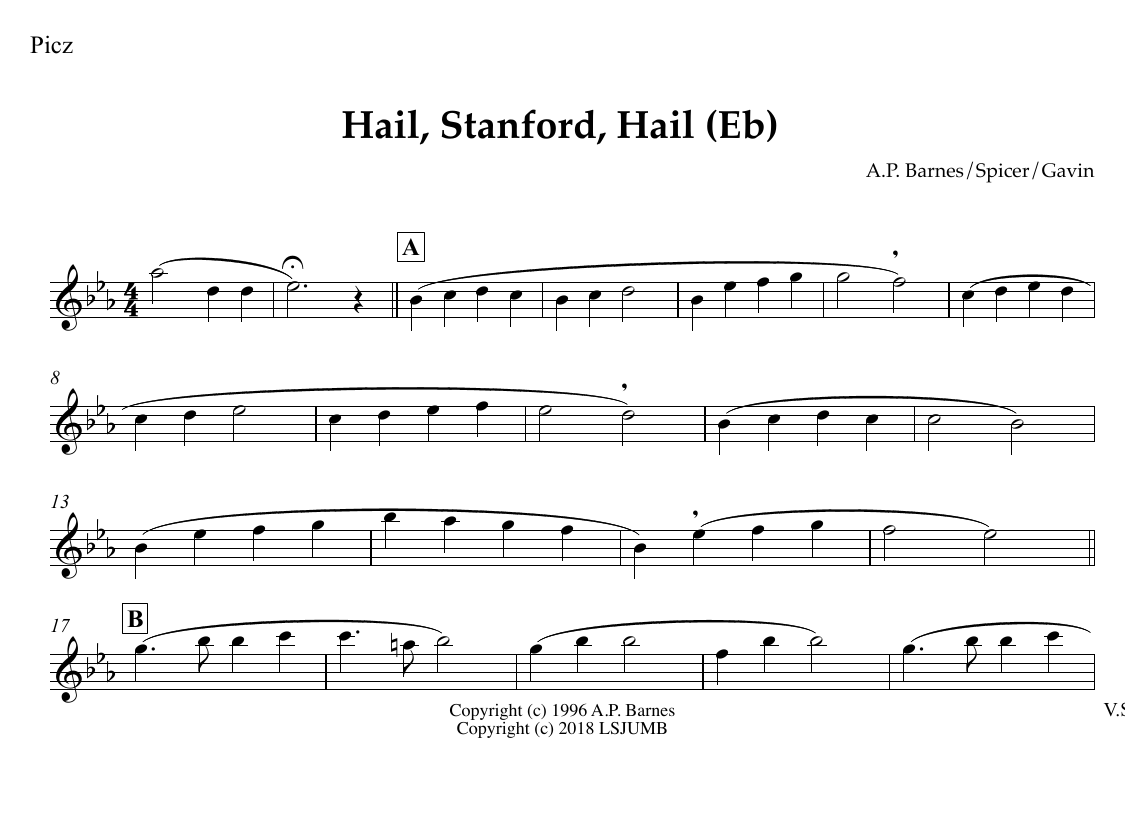 Picz
Hail, Stanford, Hail (Eb)
A.P. Barnes/Spicer/Gavin
A
4
4
8
13
17
B
Copyright (c) 1996 A.P. Barnes
V.S
Copyright (c) 2018 LSJUMB